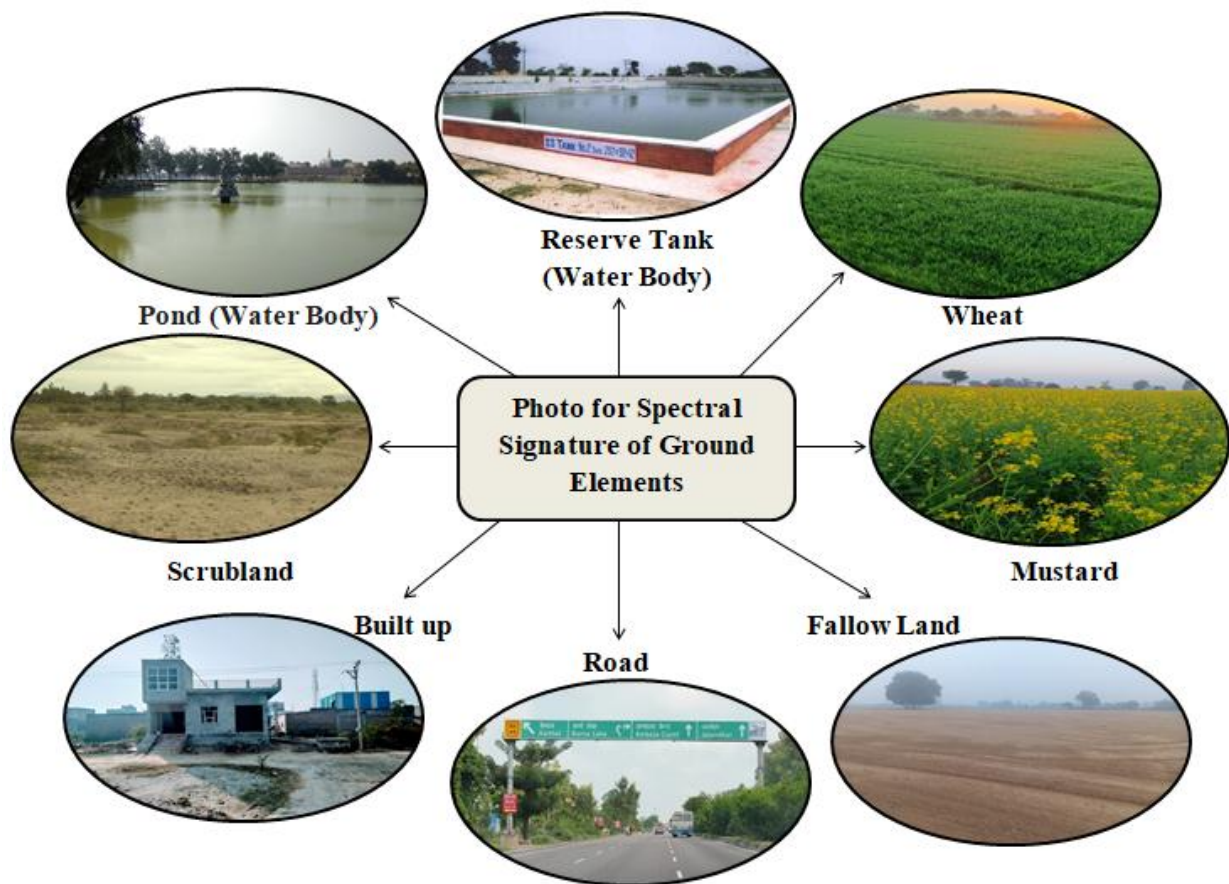 Reserve Tank
(Water Body)
Pond (Water Body)
Wheat
Photo for Spectral
Signature of Ground
Elements
Scrubland
Mustard
Built up
Fallow Land
Road